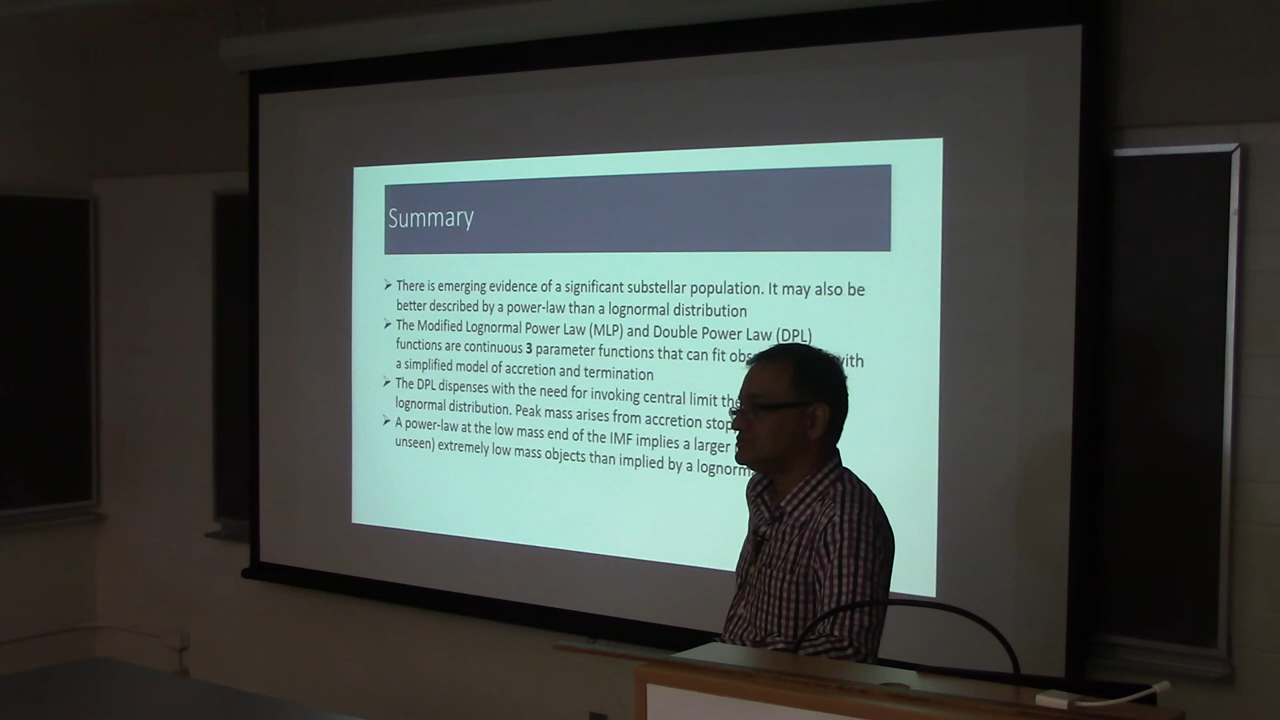 Summary
➤ There is emerging evidence of a significant substellar population. It may also be
better described by a power-law than a lognormal distribution
➤ The Modified Lognormal Power Law (MLP) and Double Power Law (DPL)
functions are continuous 3 parameter functions that can fit with
a simplified model of accretion and termination
➤ The DPL dispenses with the need for invoking central limit
lognormal distribution. Peak mass arises from accretion
➤ A power-law at the low mass end of the IMF implies a larger
unseen) extremely low mass objects than implied by a